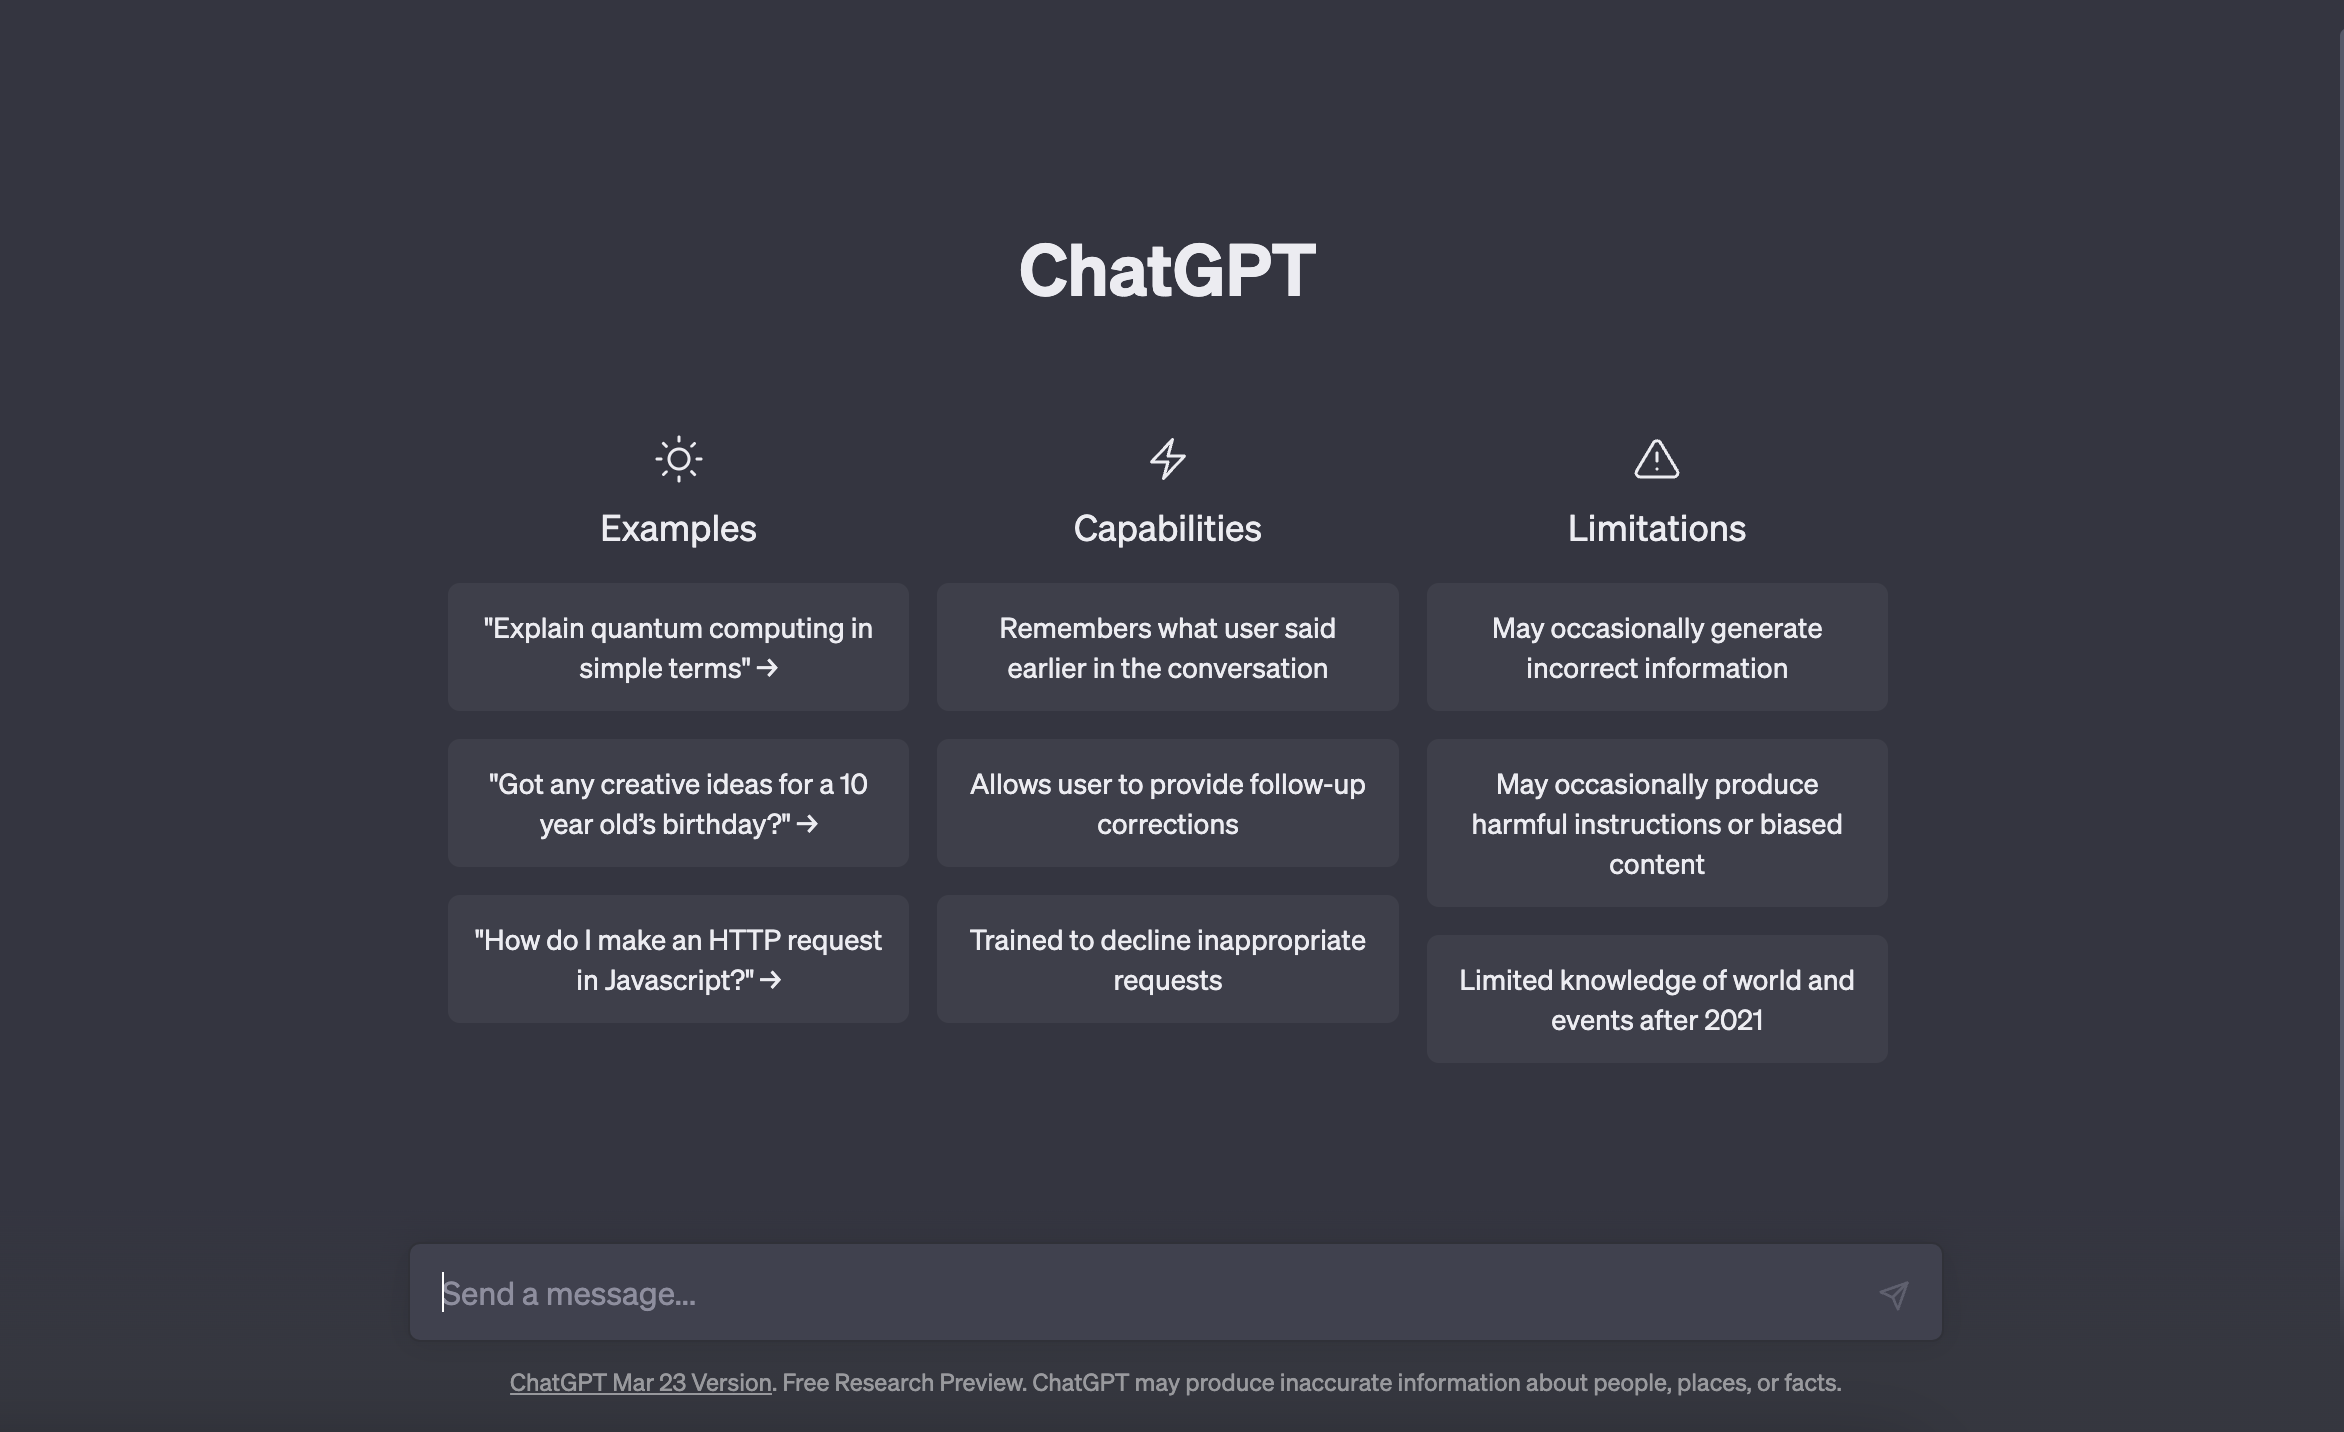 ChatGPT
Examples
"Explain quantum computing in
simple terms" →
"Got any creative ideas for a 10
year old’s birthday?" →
"How do I make an HTTP request
in Javascript?" →
Capabilities
Remembers what user said
earlier in the conversation
Allows user to provide follow-up
corrections
Trained to decline inappropriate
requests
Limitations
May occasionally generate
incorrect information
May occasionally produce
harmful instructions or biased
content
Limited knowledge of world and
events after 2021
Send a message...
ChatGPT Mar 23 Version. Free Research Preview. ChatGPT may produce inaccurate information about people, places, or facts.